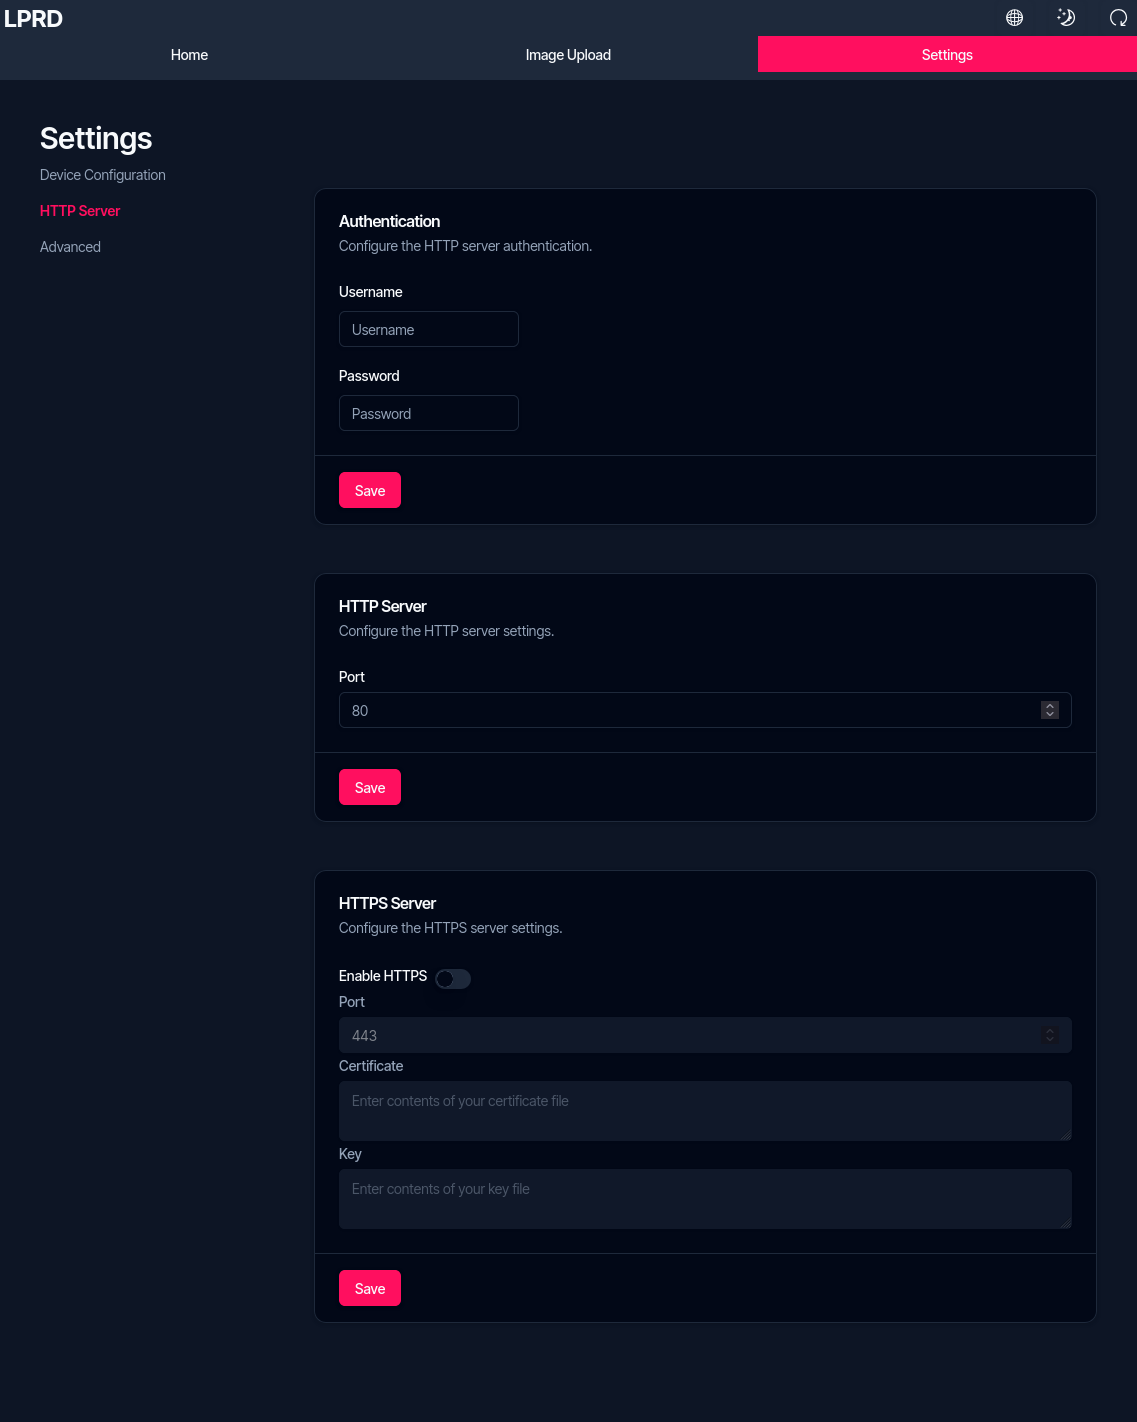 LPRD
Home
Image Upload
Settings
Settings
Device Configuration
HTTP Server
Advanced
Authentication
Configure the HTTP server authentication.
Username
Username
Password
Password
Save
HTTP Server
Configure the HTTP server settings.
Port
80
Save
HTTPS Server
Configure the HTTPS server settings.
Enable HTTPS
Port
443
Certificate
Enter contents of your certificate file
Key
Enter contents of your key file
Save